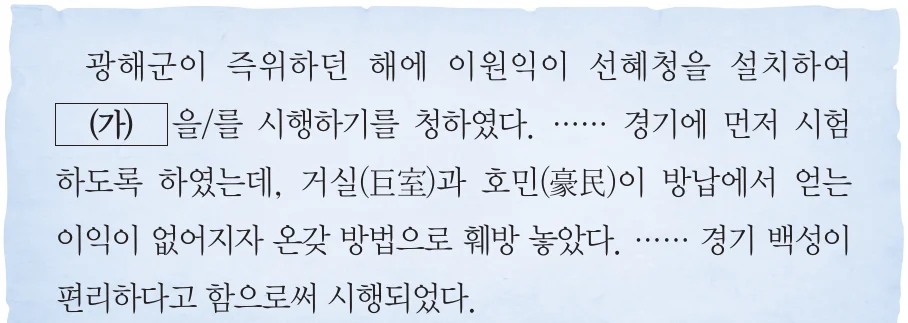 광해군이 즉위하던 해에 이원익이 선혜청을 설치하여
(가) 을/를 시행하기를 청하였다. …… 경기에 먼저 시험
하도록 하였는데, 거실(巨室)과 호민(豪民)이 방납에서 얻는
이익이 없어지자 온갖 방법으로 훼방 놓았다. …… 경기 백성이
편리하다고 함으로써 시행되었다.